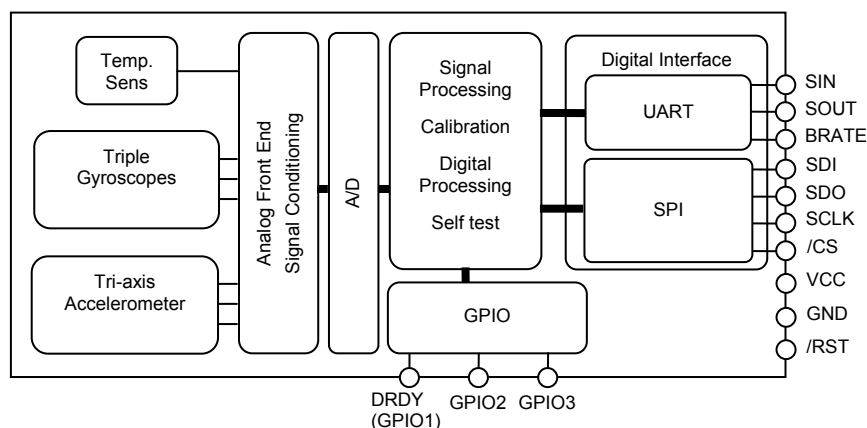 Temp.
Sens
Triple
Gyroscopes
Tri-axis
Accelerometer
Analog Front End
Signal Conditioning
A/D
Signal
Processing
Calibration
Digital
Processing
Self test
Digital Interface
UART
SPI
GPIO
SIN
SOUT
BRATE
SDI
SDO
SCLK
/CS
VCC
GND
/RST
DRDY
(GPIO1)
GPIO2
GPIO3